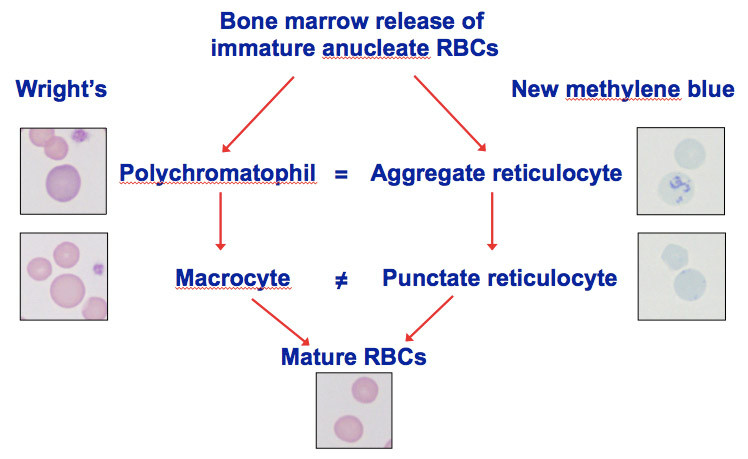 Bone marrow release of
immature anucleate RBCs
Wright's
New methylene blue
Polychromatophil = Aggregate reticulocyte
Macrocyte ≠ Punctate reticulocyte
Mature RBCs